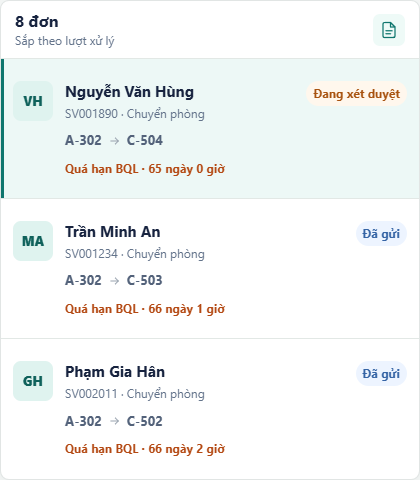 8 đơn
Sắp theo lượt xử lý
VH
Nguyễn Văn Hùng
Đang xét duyệt
SV001890 · Chuyển phòng
A-302 → C-504
Quá hạn BQL · 65 ngày 0 giờ
MA
Trần Minh An
Đã gửi
SV001234 · Chuyển phòng
A-302 → C-503
Quá hạn BQL · 66 ngày 1 giờ
GH
Phạm Gia Hân
Đã gửi
SV002011 · Chuyển phòng
A-302 → C-502
Quá hạn BQL · 66 ngày 2 giờ